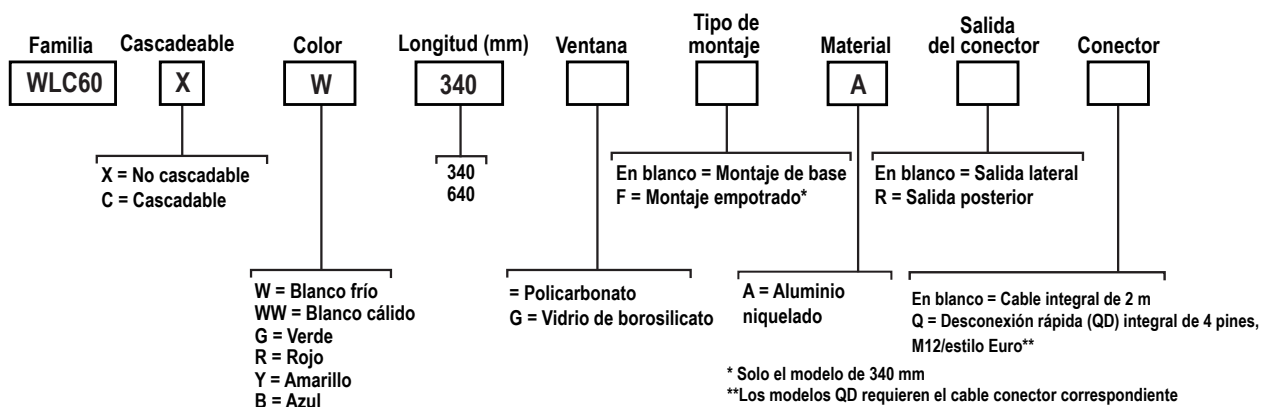 Familia
WLC60
Cascadeable
X
X = No cascadable
C = Cascadable
Color
W
W = Blanco frío
WW = Blanco cálido
G = Verde
R = Rojo
Y = Amarillo
B = Azul
Longitud (mm)
340
340
640
Ventana
= Policarbonato
G = Vidrio de borosilicato
Tipo de
montaje
En blanco = Montaje de base
F = Montaje empotrado*
Material
A
A = Aluminio
niquelado
Salida
del conector
En blanco = Salida lateral
R = Salida posterior
Conector
En blanco = Cable integral de 2 m
Q = Desconexión rápida (QD) integral de 4 pines,
M12/estilo Euro**
* Solo el modelo de 340 mm
**Los modelos QD requieren el cable conector correspondiente